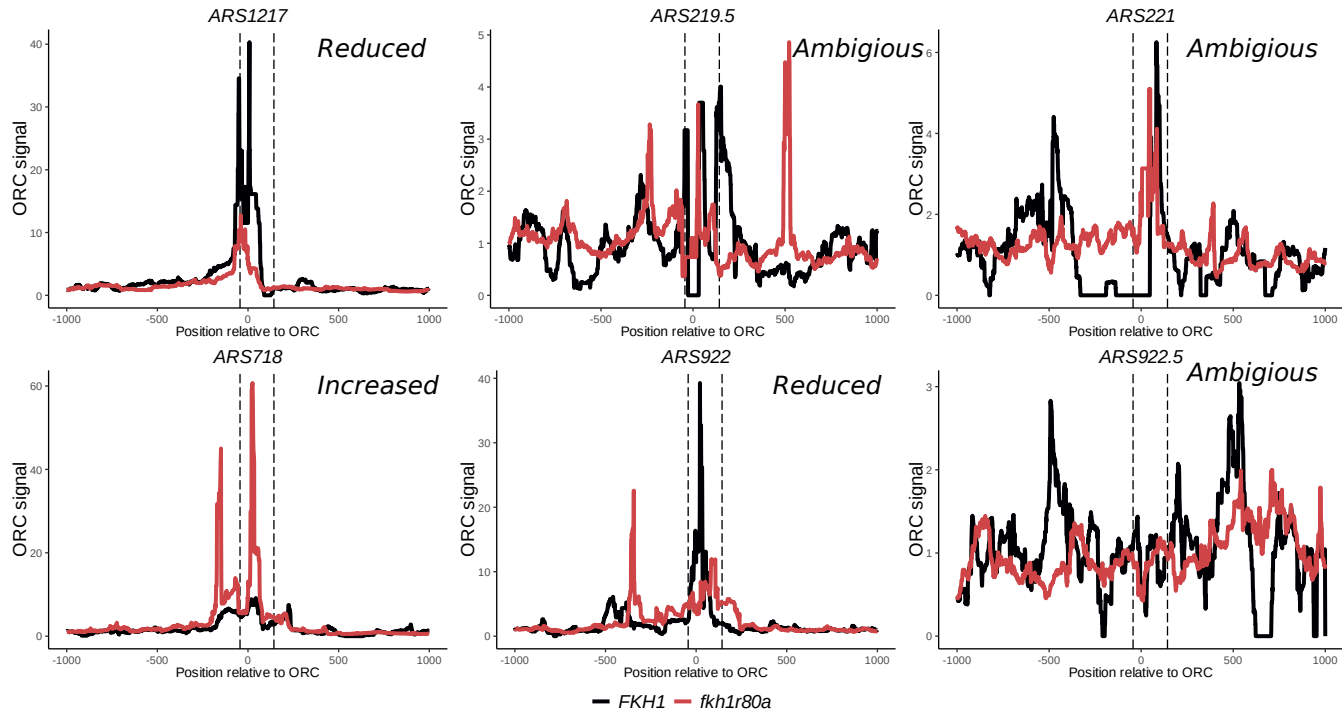 ARS1217
Reduced
ORC signal
40
30
20
10
0
-1000 -500 0 500 1000
Position relative to ORC
ARS219.5
Ambigious
ORC signal
5
4
3
2
1
0
-1000 -500 0 500 1000
Position relative to ORC
ARS221
Ambigious
ORC signal
6
4
2
0
-1000 -500 0 500 1000
Position relative to ORC
ARS718
Increased
ORC signal
60
40
20
0
-1000 -500 0 500 1000
Position relative to ORC
ARS922
Reduced
ORC signal
40
30
20
10
0
-1000 -500 0 500 1000
Position relative to ORC
ARS922.5
Ambigious
ORC signal
3
2
1
0
-1000 -500 0 500 1000
Position relative to ORC
FKH1 fkh1r80a